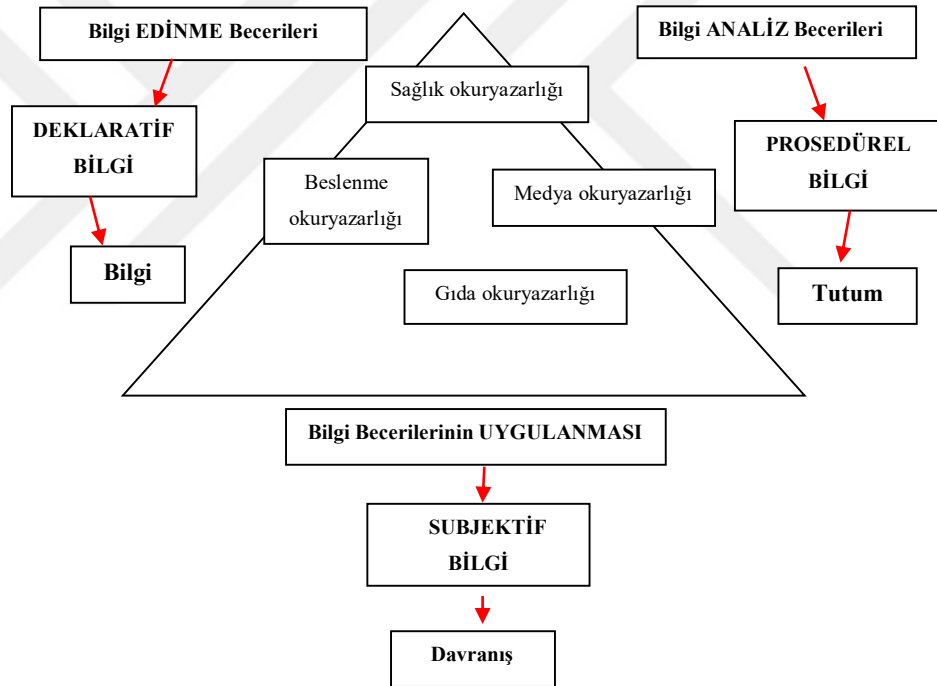 Bilgi EDİNME Becerileri
Bilgi ANALİZ Becerileri
Sağlık okuryazarlığı
DEKLARATİF
BİLGİ
PROSEDÜREL
BİLGİ
Beslenme
okuryazarlığı
Medya okuryazarlığı
Bilgi
Gıda okuryazarlığı
Tutum
Bilgi Becerilerinin UYGULANMASI
SUBJEKTİF
BİLGİ
Davranış